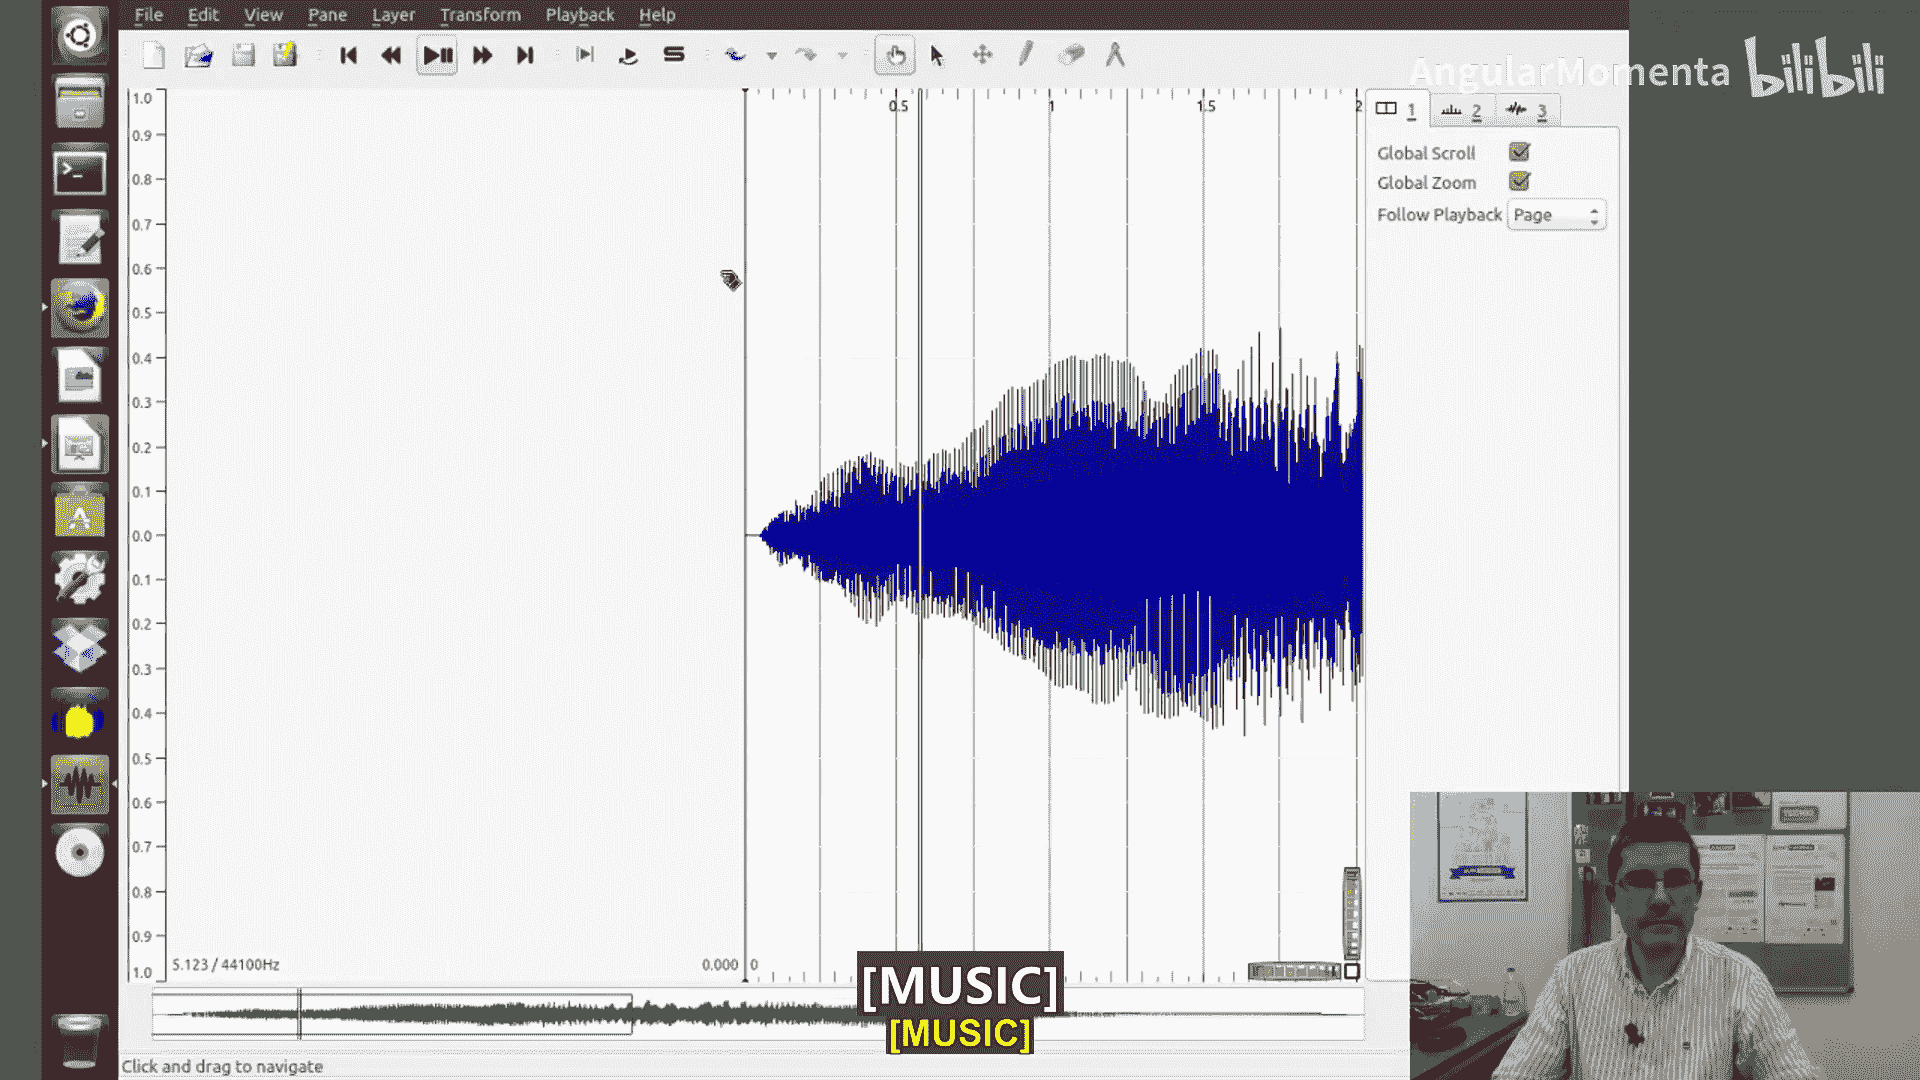 File Edit View Pane Layer Transform Playback Help
AngularMomenta bilibili
1.0
0.9
0.8
0.7
0.6
0.5
0.4
0.3
0.2
0.1
0.0
0.1
0.2
0.3
0.4
0.5
0.6
0.7
0.8
0.9
1.0
0.5 1 1.5 2
1 2 3
Global Scroll
Global Zoom
Follow Playback Page
5.123 / 44100Hz 0.000 0
[MUSIC]
[MUSIC]
Click and drag to navigate